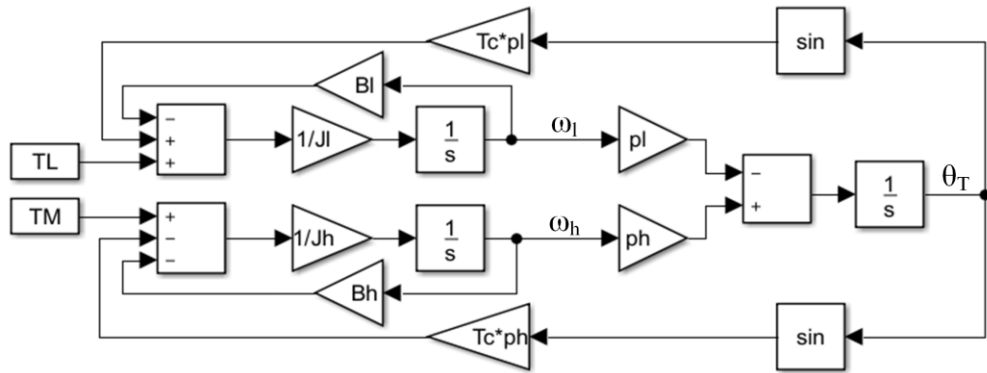 Tc*pl
sin
Bl
−
+
+
1/Jl
1
s
ωl
pl
TL
−
+
1
s
θT
TM
+
−
−
1/Jh
1
s
ωh
ph
Bh
Tc*ph
sin